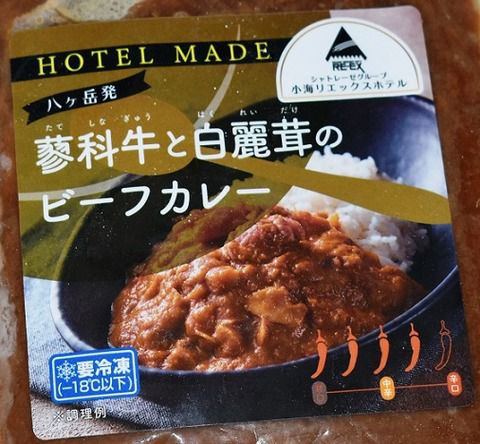 HOTEL MADE
RE-EX
シャトレーゼグループ
小海リエックスホテル
八ヶ岳発
たて しな ぎゅう はく れい だけ
蓼科牛と白麗茸の
ビーフカレー
要冷凍
(−18℃以下)
※調理例
中辛
辛口